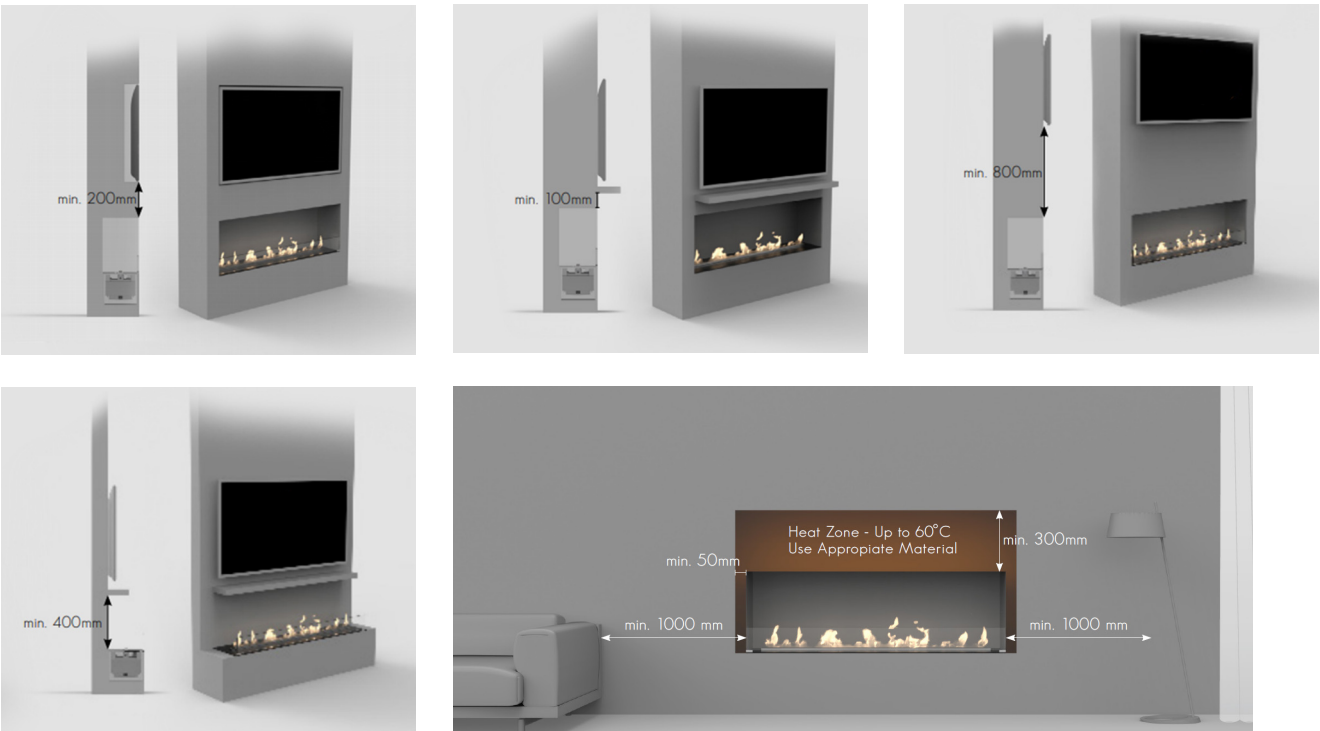 min. 200mm
min. 100mm
min. 800mm
min. 400mm
Heat Zone - Up to 60°C
Use Appropiate Material
min. 300mm
min. 50mm
min. 1000 mm
min. 1000 mm